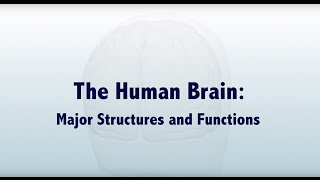 The Human Brain:
Major Structures and Functions